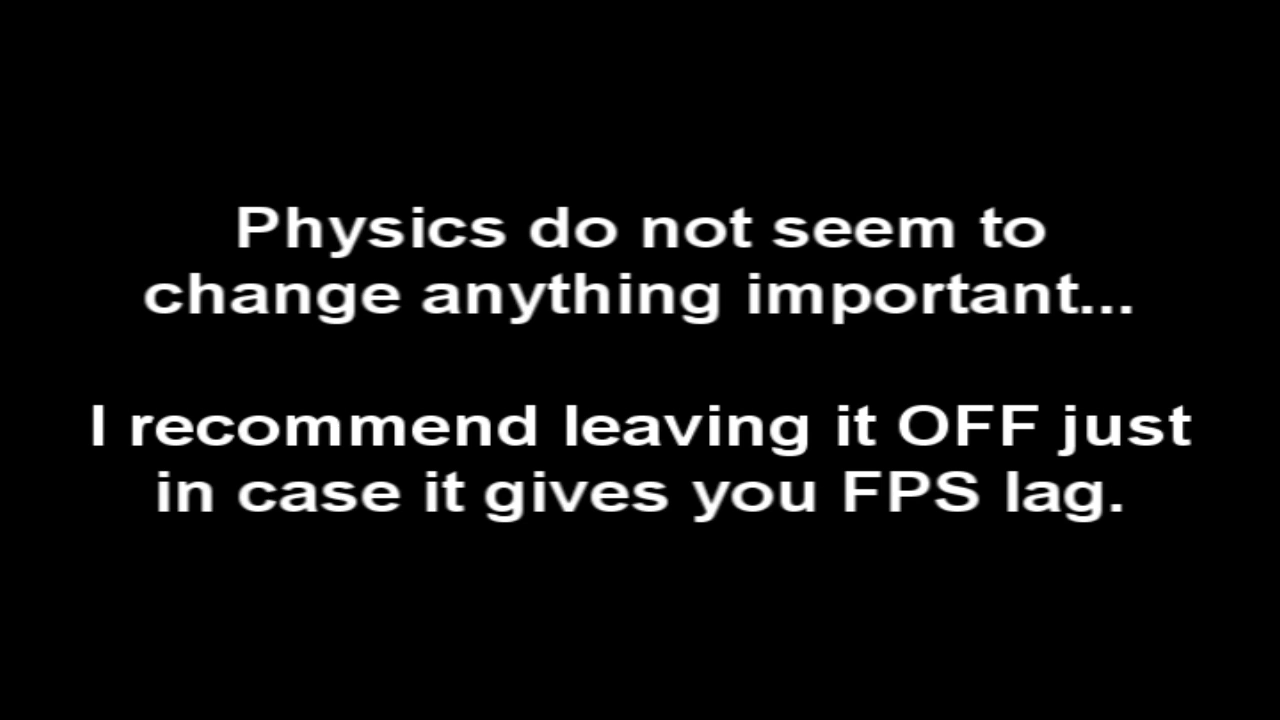 Physics do not seem to
change anything important...
I recommend leaving it OFF just
in case it gives you FPS lag.